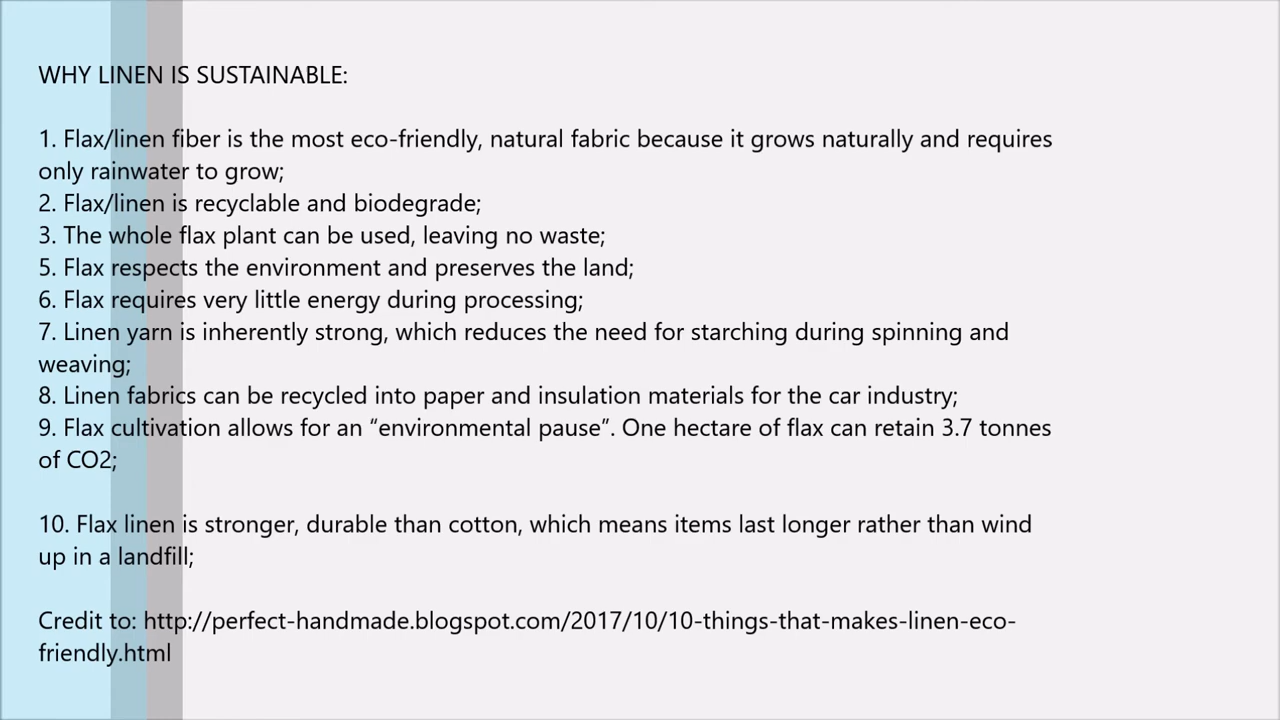 WHY LINEN IS SUSTAINABLE:
1. Flax/linen fiber is the most eco-friendly, natural fabric because it grows naturally and requires
only rainwater to grow;
2. Flax/linen is recyclable and biodegrade;
3. The whole flax plant can be used, leaving no waste;
5. Flax respects the environment and preserves the land;
6. Flax requires very little energy during processing;
7. Linen yarn is inherently strong, which reduces the need for starching during spinning and
weaving;
8. Linen fabrics can be recycled into paper and insulation materials for the car industry;
9. Flax cultivation allows for an “environmental pause”. One hectare of flax can retain 3.7 tonnes
of CO2;
10. Flax linen is stronger, durable than cotton, which means items last longer rather than wind
up in a landfill;
Credit to: http://perfect-handmade.blogspot.com/2017/10/10-things-that-makes-linen-eco-
friendly.html